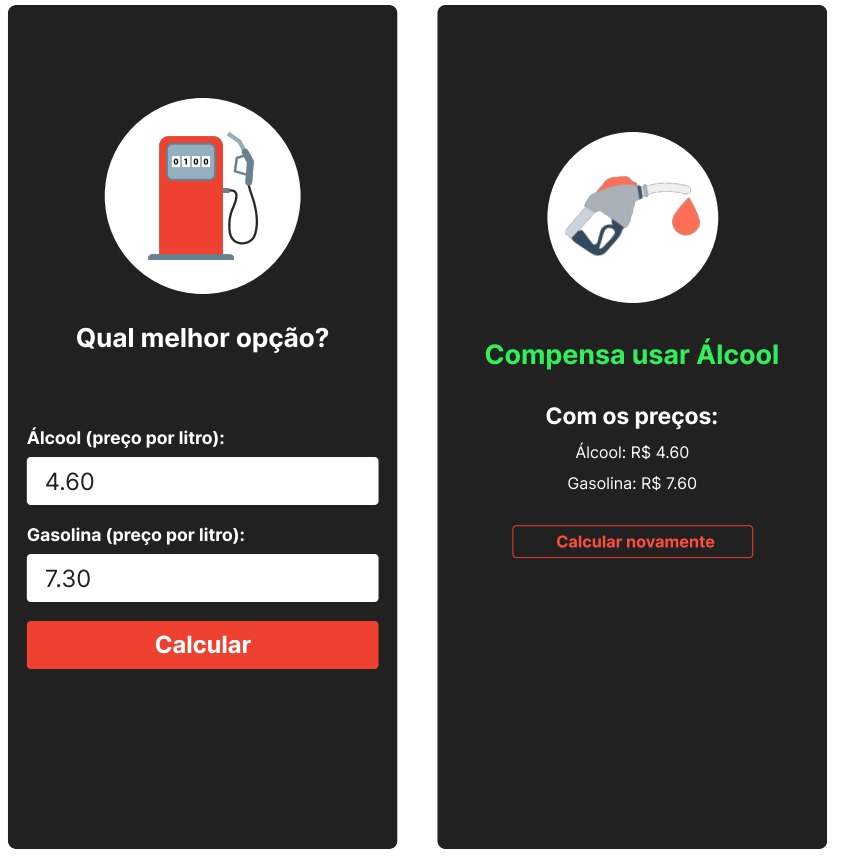 0100
Qual melhor opção?
Álcool (preço por litro):
4.60
Gasolina (preço por litro):
7.30
Calcular
Compensa usar Álcool
Com os preços:
Álcool: R$ 4.60
Gasolina: R$ 7.60
Calcular novamente